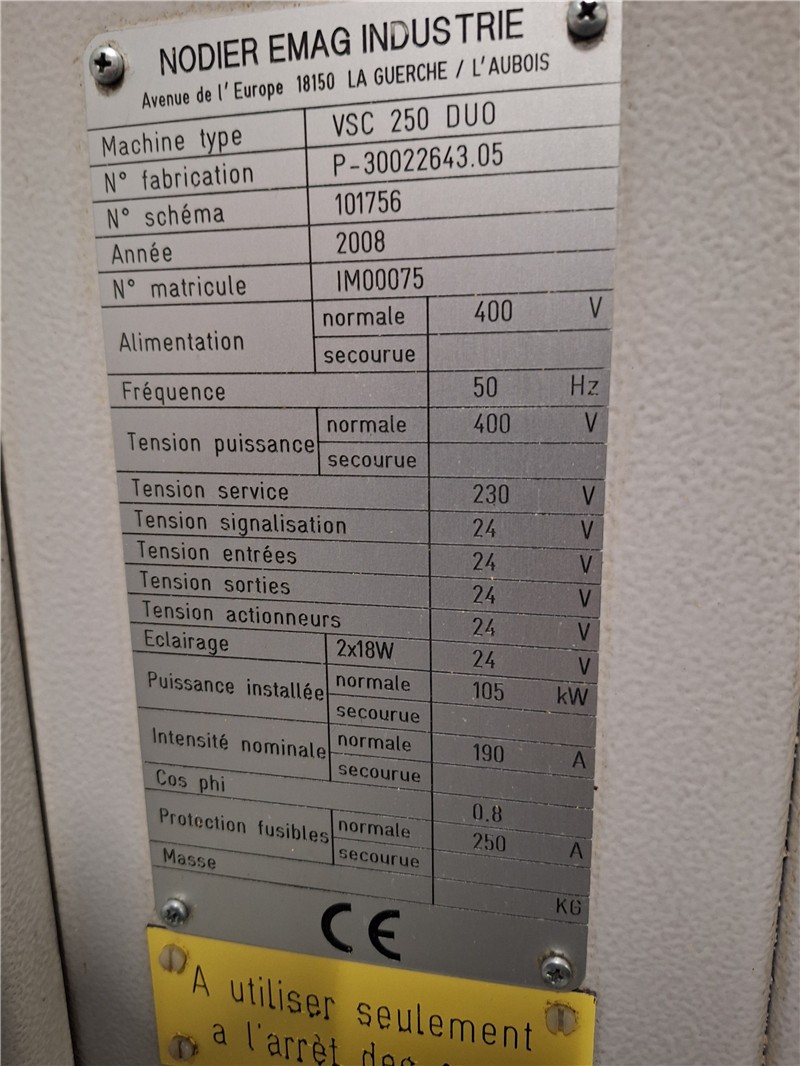 NODIER EMAG INDUSTRIE
Avenue de l'Europe 18150 LA GUERCHE / L'AUBOIS
Machine type VSC 250 DUO
N° fabrication P-30022643.05
N° schéma 101756
Année 2008
N° matricule IM00075
Alimentation normale 400 V
secourue
Fréquence 50 Hz
Tension puissance normale 400 V
secourue
Tension service 230 V
Tension signalisation 24 V
Tension entrées 24 V
Tension sorties 24 V
Tension actionneurs 24 V
Eclairage 2x18W 24 V
Puissance installée normale 105 kW
secourue
Intensité nominale normale 190 A
secourue
Cos phi 0.8
Protection fusibles normale 250 A
secourue
Masse KG
CE
A utiliser seulement
a l'arrèt des